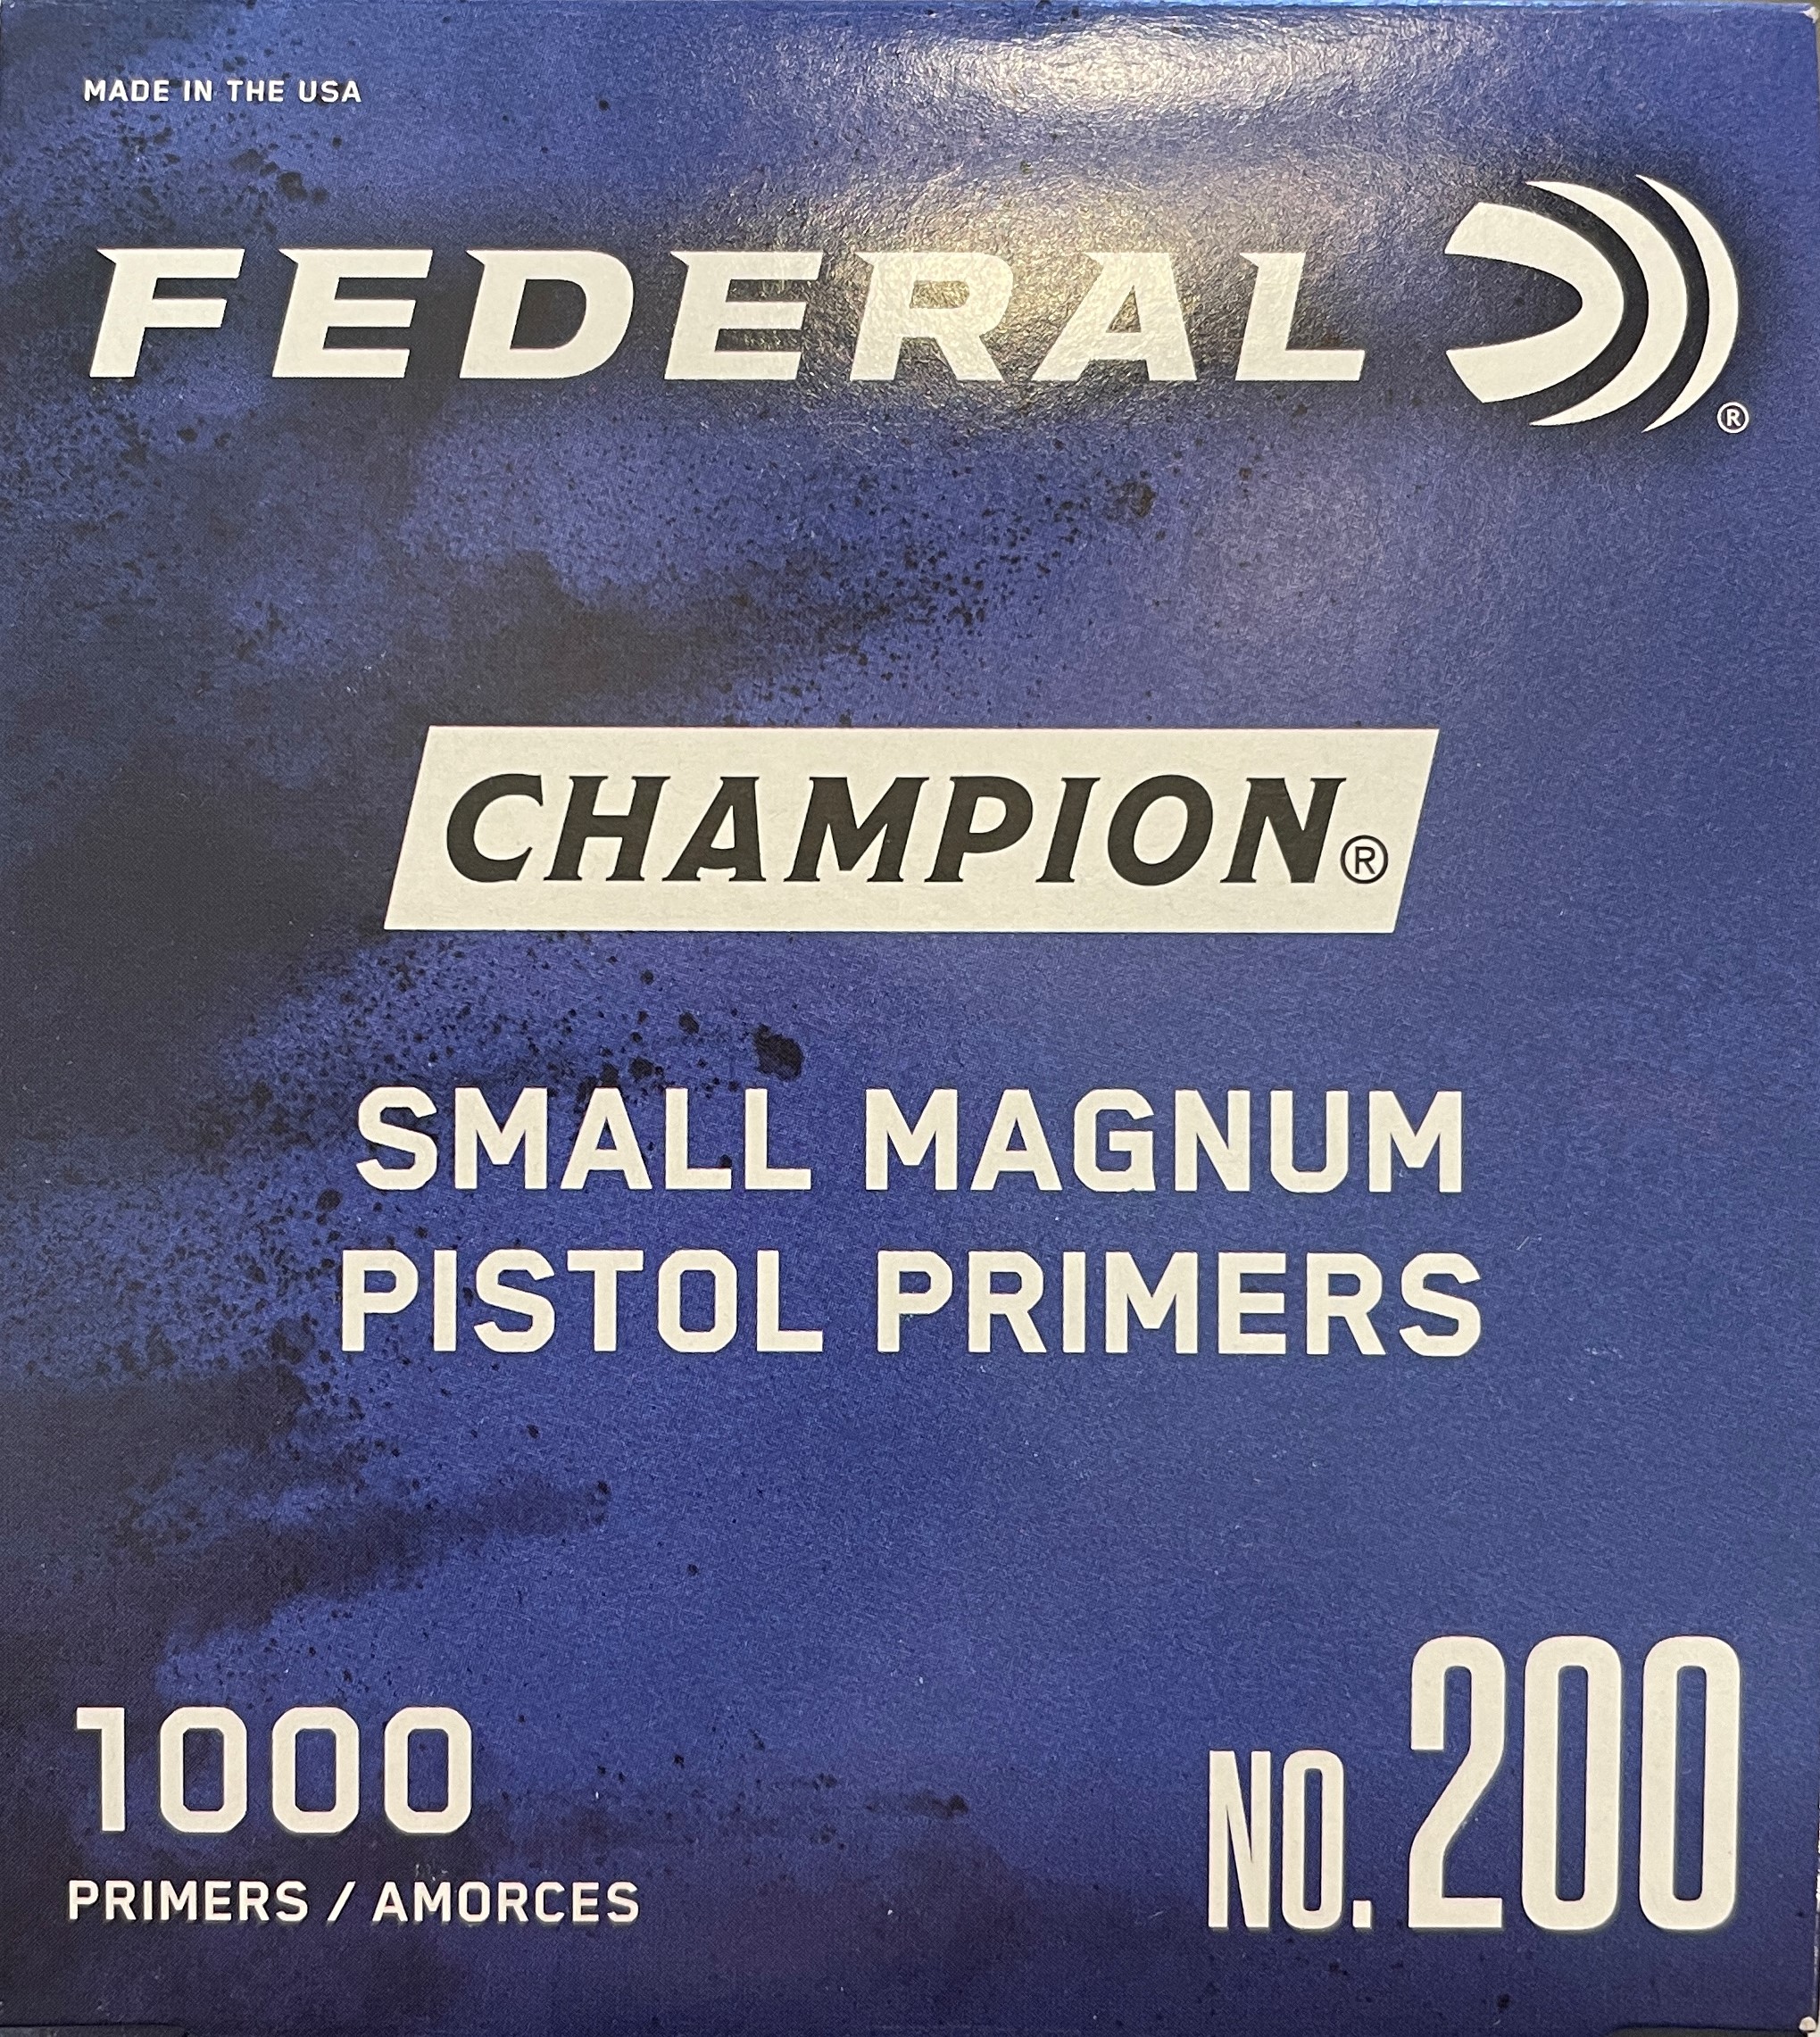 MADE IN THE USA
FEDERAL ®
CHAMPION®
SMALL MAGNUM
PISTOL PRIMERS
1000
PRIMERS / AMORCES
NO. 200